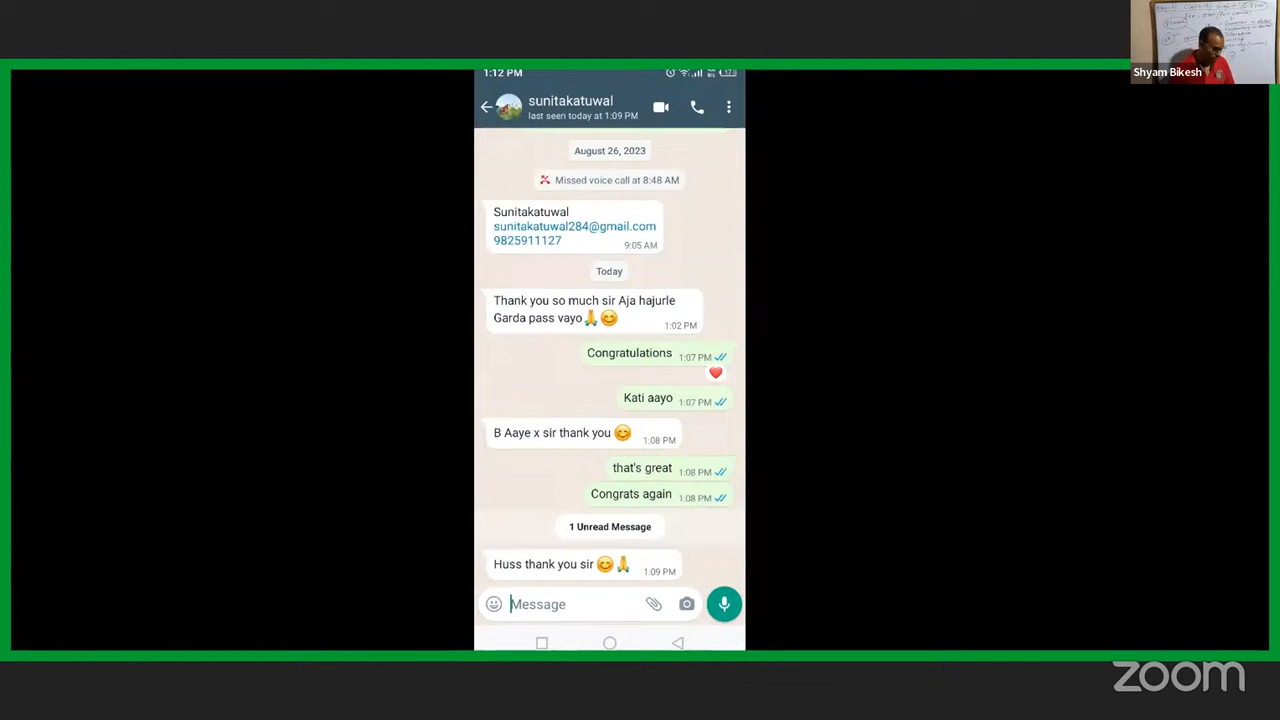 1:12 PM
Shyam Bikesh
sunitakatuwal
last seen today at 1:09 PM
August 26, 2023
Missed voice call at 8:48 AM
Sunitakatuwal
sunitakatuwal284@gmail.com
9825911127
9:05 AM
Today
Thank you so much sir Aja hajurle
Garda pass vayo🙏😊
1:02 PM
Congratulations 1:07 PM
Kati aayo 1:07 PM
B Aaye x sir thank you 😊 1:08 PM
that's great 1:08 PM
Congrats again 1:08 PM
1 Unread Message
Huss thank you sir 😊🙏 1:09 PM
Message
zoom